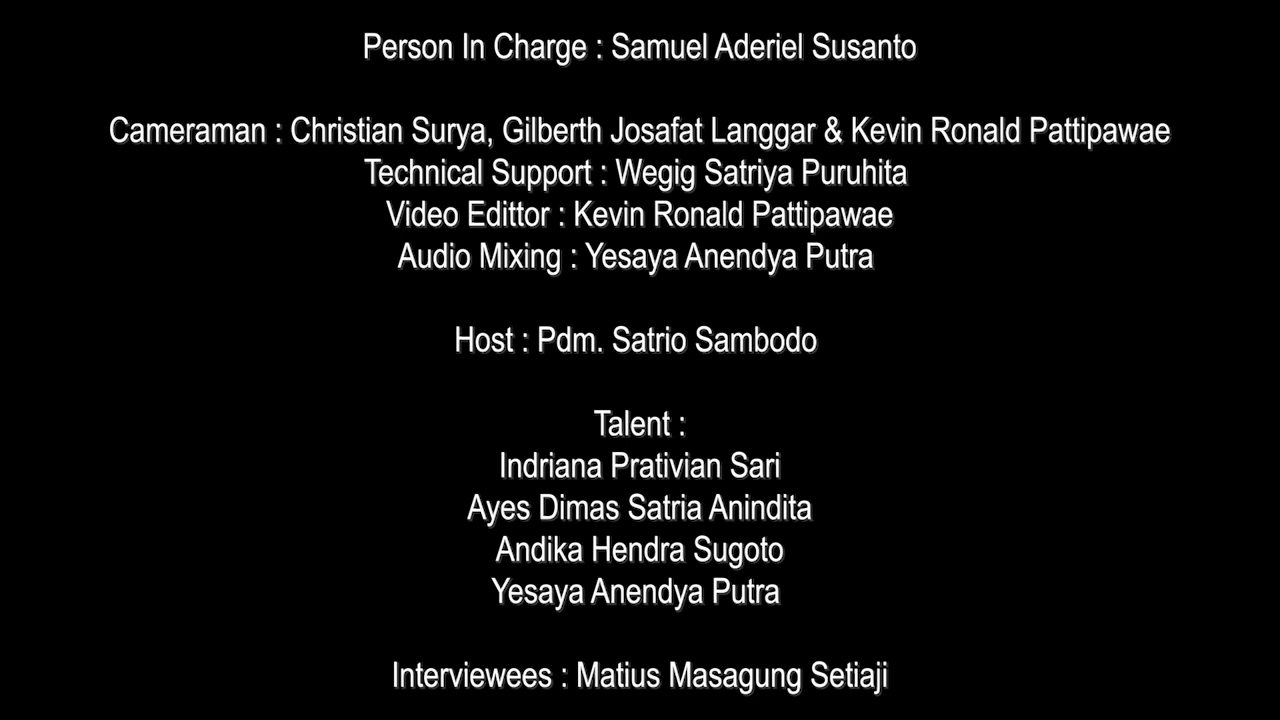 Person In Charge : Samuel Aderiel Susanto
Cameraman : Christian Surya, Gilberth Josafat Langgar & Kevin Ronald Pattipawae
Technical Support : Wegig Satriya Puruhita
Video Edittor : Kevin Ronald Pattipawae
Audio Mixing : Yesaya Anendya Putra
Host : Pdm. Satrio Sambodo
Talent :
Indriana Prativian Sari
Ayes Dimas Satria Anindita
Andika Hendra Sugoto
Yesaya Anendya Putra
Interviewees : Matius Masagung Setiaji